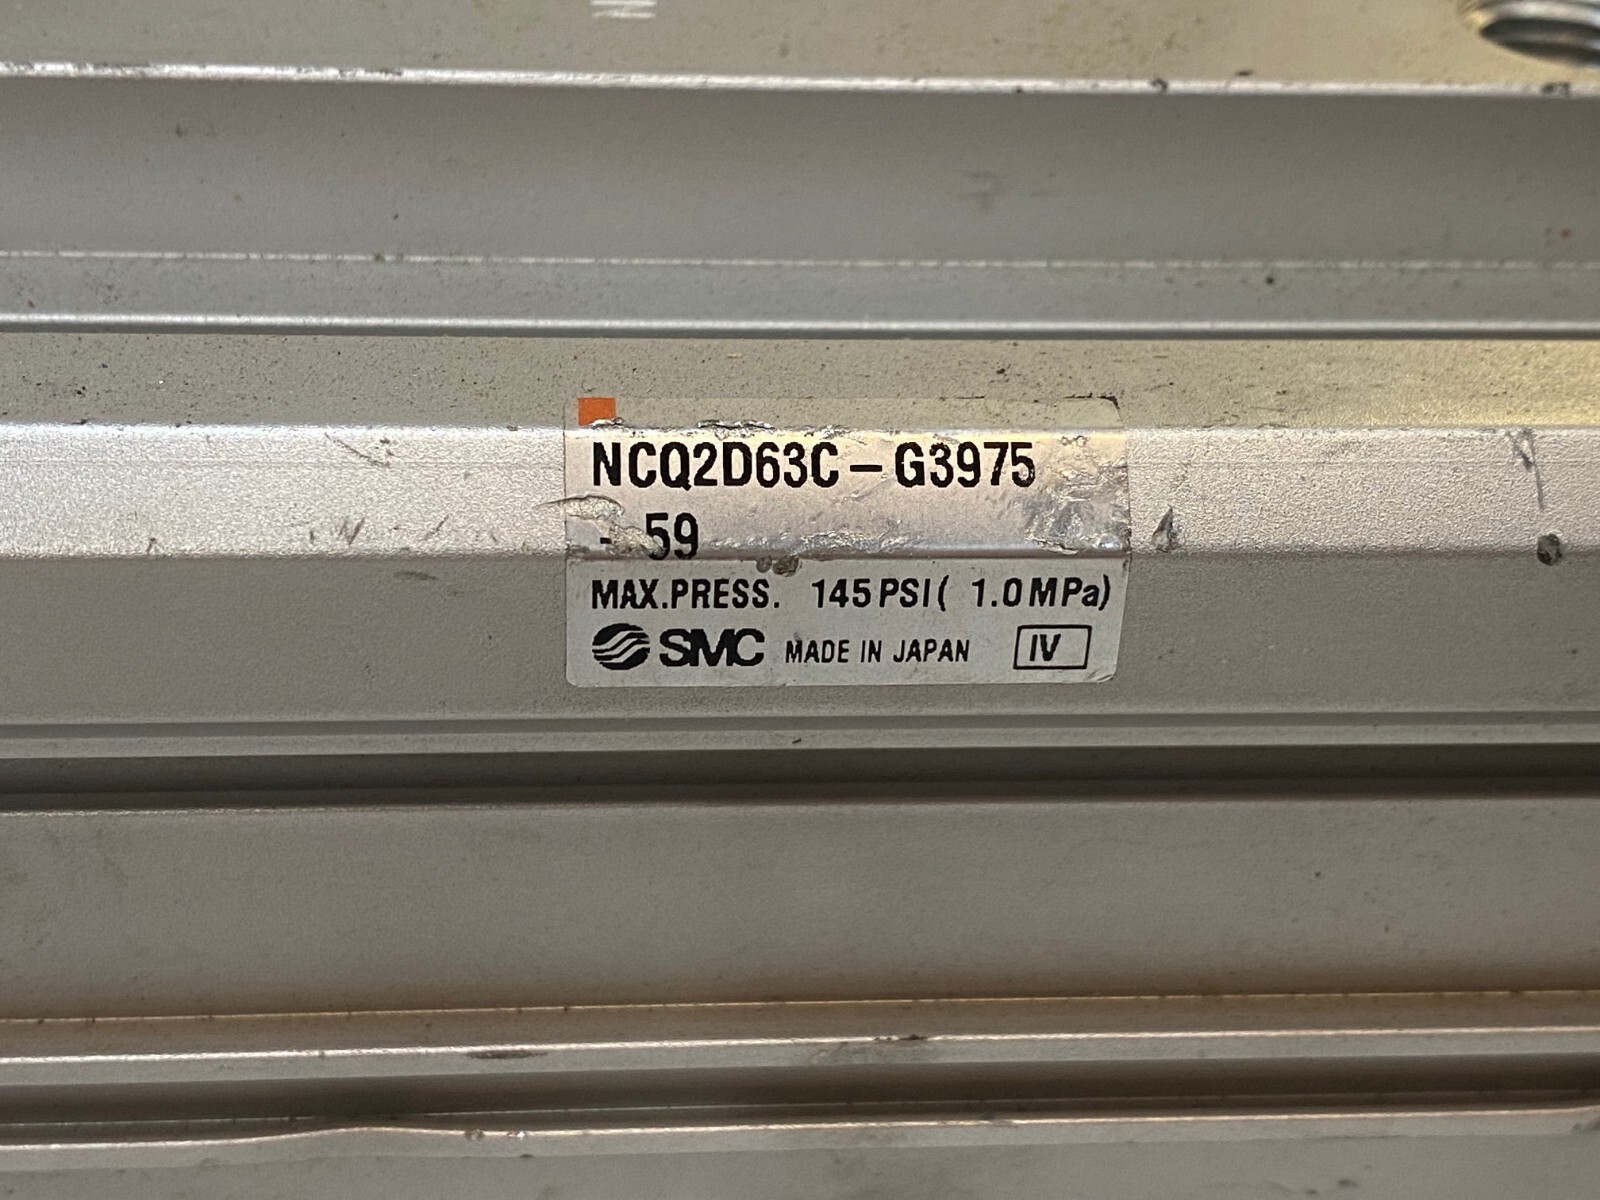 NCQ2D63C-G3975
- 59
MAX.PRESS. 145PSI( 1.0MPa)
SMC MADE IN JAPAN IV